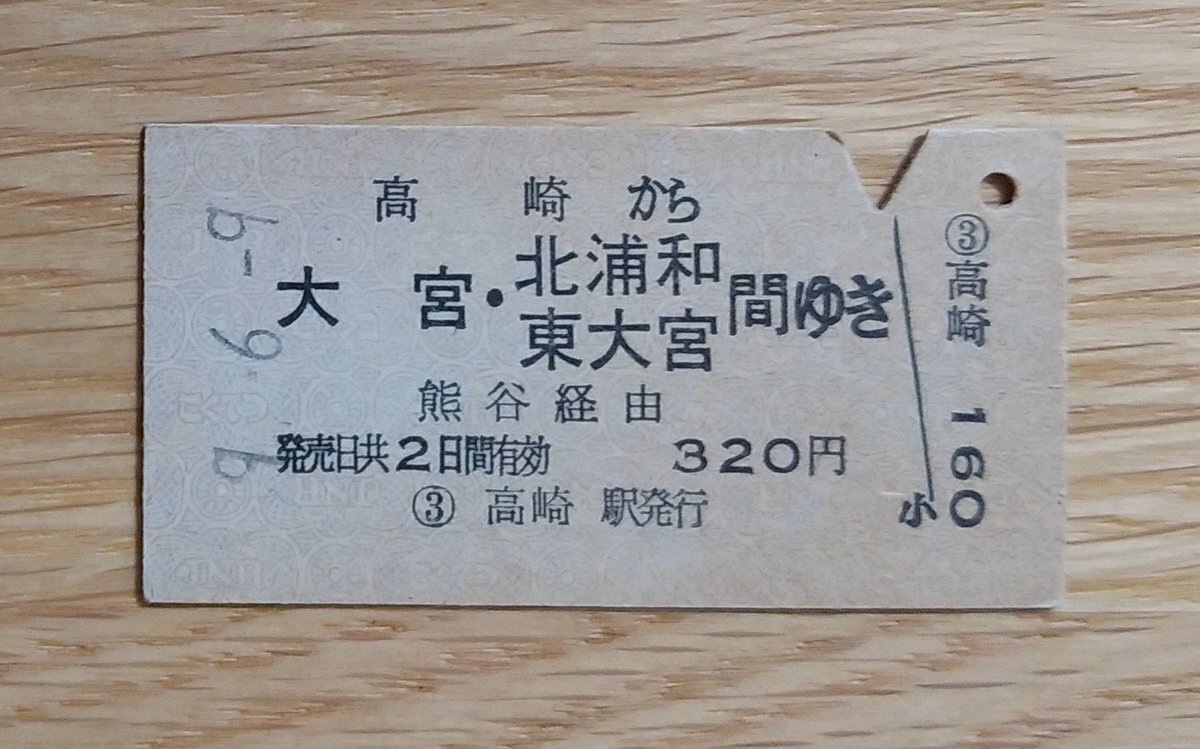 高崎から
大宮・北浦和
東大宮間ゆき
熊谷経由
発売日共2日間有効 320円
③ 高崎 駅発行
③高崎
小 160